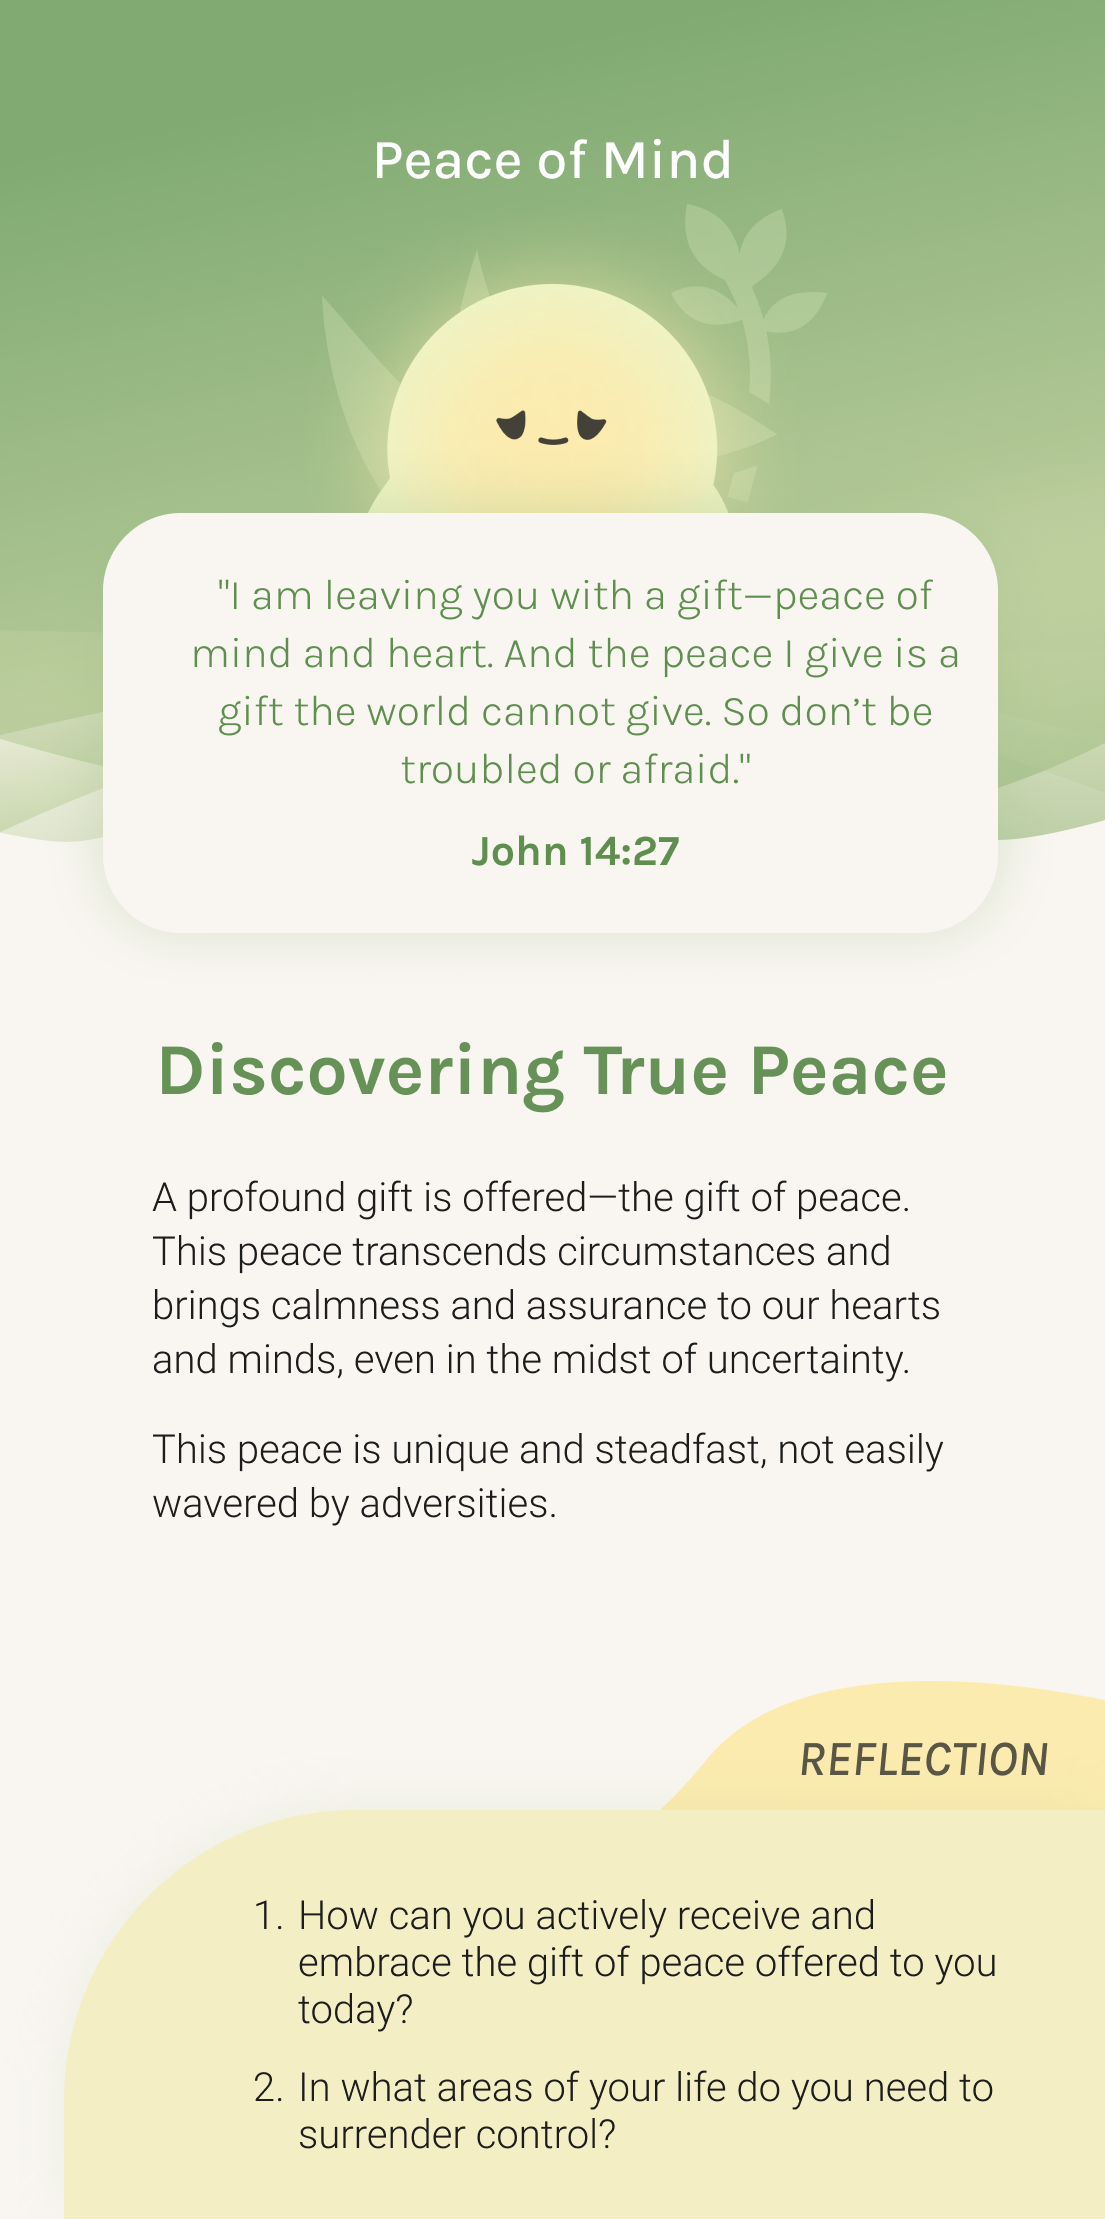 Peace of Mind
"I am leaving you with a gift—peace of
mind and heart. And the peace I give is a
gift the world cannot give. So don’t be
troubled or afraid."
John 14:27
Discovering True Peace
A profound gift is offered—the gift of peace.
This peace transcends circumstances and
brings calmness and assurance to our hearts
and minds, even in the midst of uncertainty.
This peace is unique and steadfast, not easily
wavered by adversities.
REFLECTION
1. How can you actively receive and
embrace the gift of peace offered to you
today?
2. In what areas of your life do you need to
surrender control?